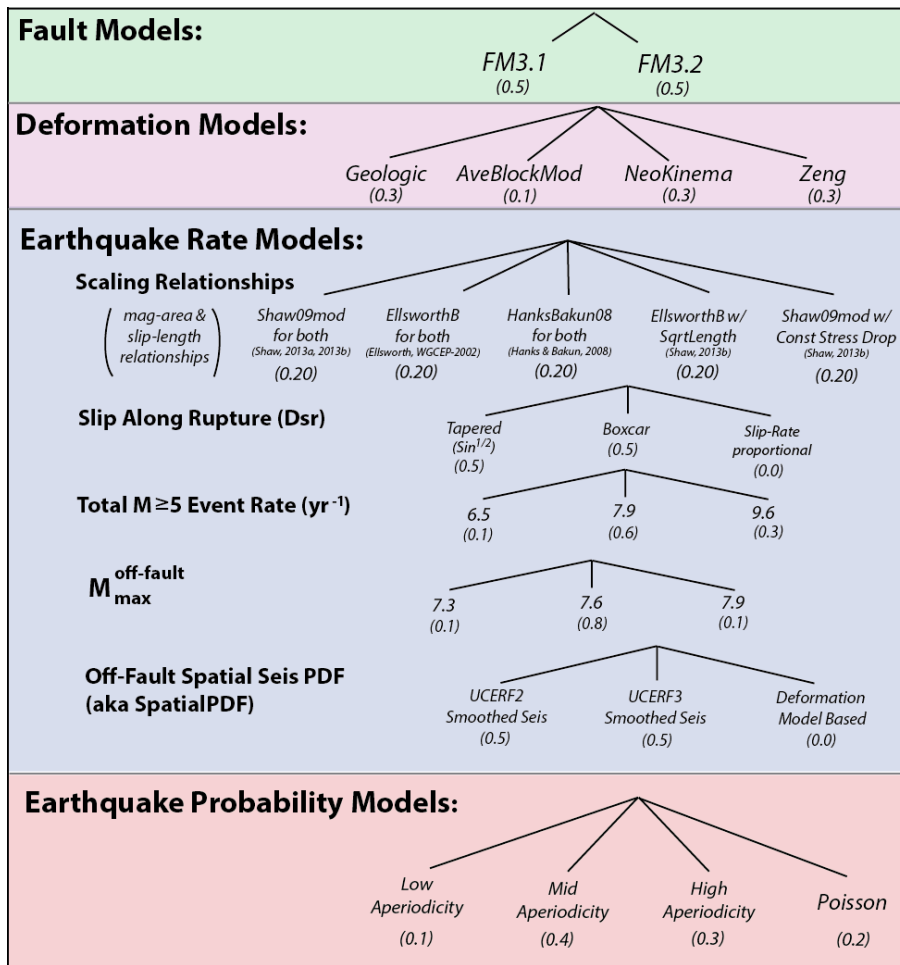 Fault Models:
FM3.1 FM3.2
(0.5) (0.5)
Deformation Models:
Geologic AveBlockMod NeoKinema Zeng
(0.3) (0.1) (0.3) (0.3)
Earthquake Rate Models:
Scaling Relationships
( mag-area & slip-length relationships )
Shaw09mod
for both
(Shaw, 2013a, 2013b)
(0.20)
EllsworthB
for both
(Ellsworth, WGCEP-2002)
(0.20)
HanksBakun08
for both
(Hanks & Bakun, 2008)
(0.20)
EllsworthB w/
SqrtLength
(Shaw, 2013b)
(0.20)
Shaw09mod w/
Const Stress Drop
(Shaw, 2013b)
(0.20)
Slip Along Rupture (Dsr)
Tapered
(Sin^1/2)
(0.5)
Boxcar
(0.5)
Slip-Rate
proportional
(0.0)
Total M ≥5 Event Rate (yr^-1)
6.5 7.9 9.6
(0.1) (0.6) (0.3)
M off-fault
max
7.3 7.6 7.9
(0.1) (0.8) (0.1)
Off-Fault Spatial Seis PDF
(aka SpatialPDF)
UCERF2
Smoothed Seis
(0.5)
UCERF3
Smoothed Seis
(0.5)
Deformation
Model Based
(0.0)
Earthquake Probability Models:
Low
Aperiodicity
(0.1)
Mid
Aperiodicity
(0.4)
High
Aperiodicity
(0.3)
Poisson
(0.2)